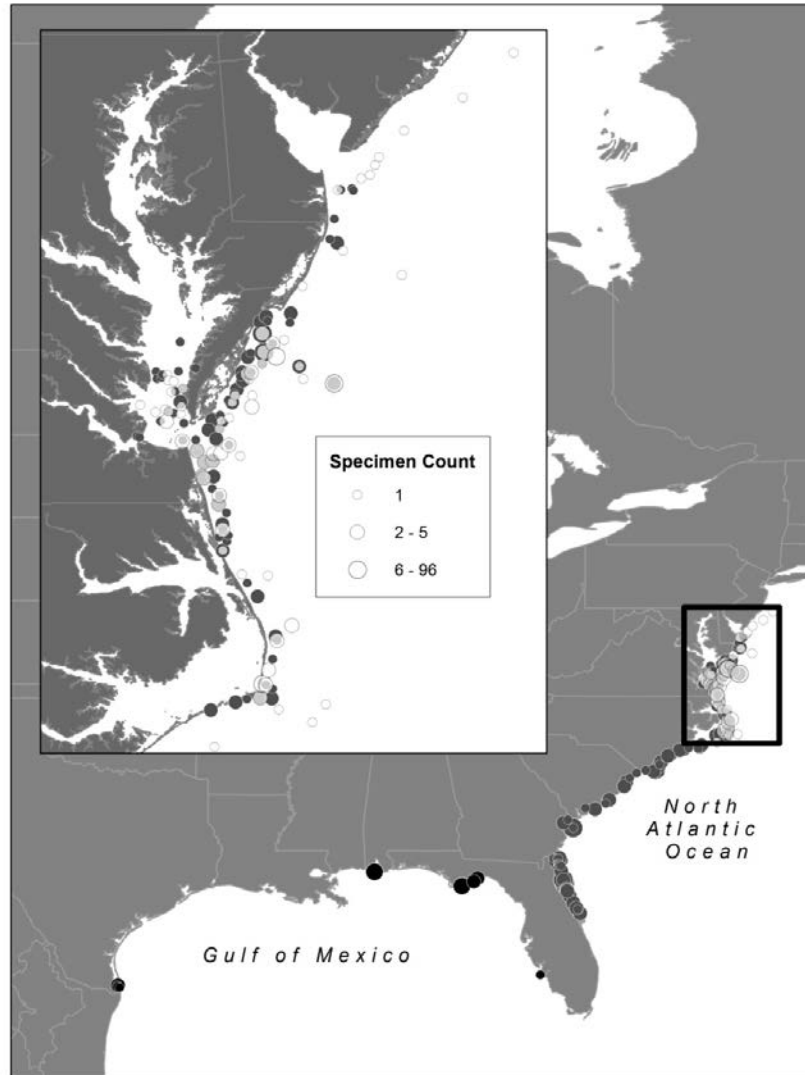 Specimen Count
1
2 - 5
6 - 96
North
Atlantic
Ocean
Gulf of Mexico